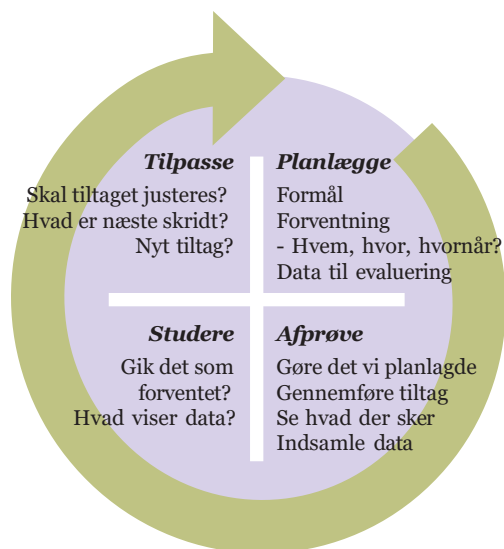 Tilpasse
Skal tiltaget justeres?
Hvad er næste skridt?
Nyt tiltag?
Planlægge
Formål
Forventning
- Hvem, hvor, hvornår?
Data til evaluering
Studere
Gik det som
forventet?
Hvad viser data?
Afprøve
Gøre det vi planlagde
Gennemføre tiltag
Se hvad der sker
Indsamle data